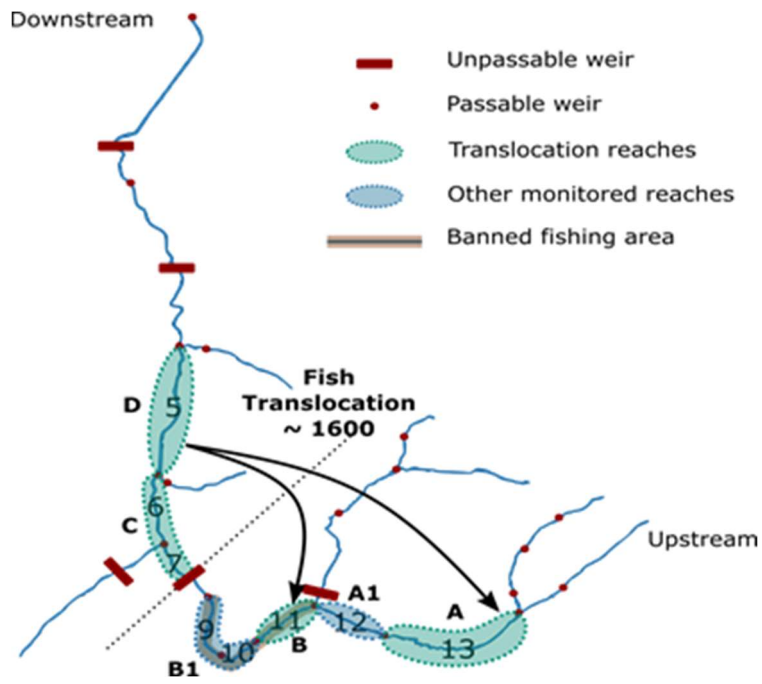 Downstream
Unpassable weir
Passable weir
Translocation reaches
Other monitored reaches
Banned fishing area
Fish
Translocation
~ 1600
D
5
6
C
7
Upstream
A1
A
11
12
9
B
13
10
B1